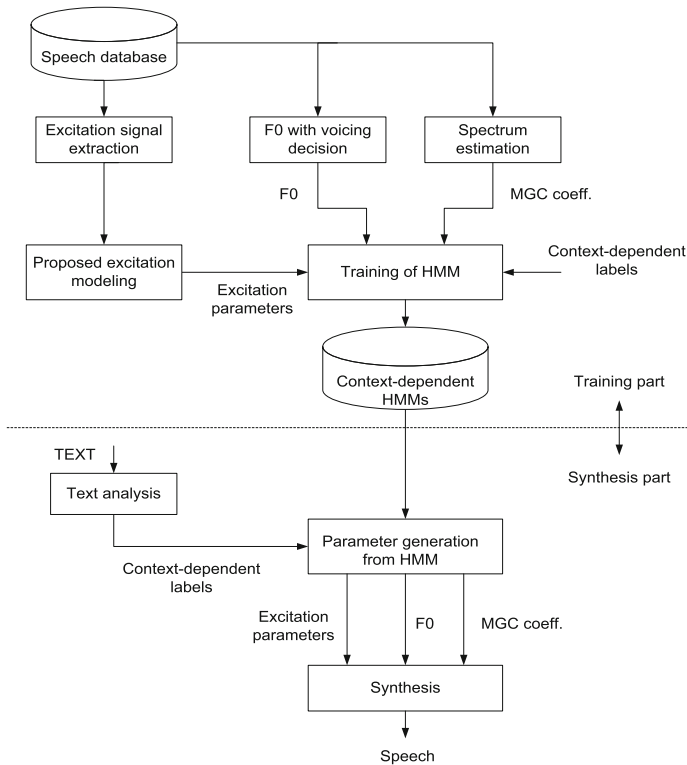 Speech database
Excitation signal
extraction
F0 with voicing
decision
Spectrum
estimation
F0
MGC coeff.
Proposed excitation
modeling
Excitation
parameters
Training of HMM
Context-dependent
labels
Context-dependent
HMMs
Training part
Synthesis part
TEXT
Text analysis
Context-dependent
labels
Parameter generation
from HMM
Excitation
parameters
F0
MGC coeff.
Synthesis
Speech